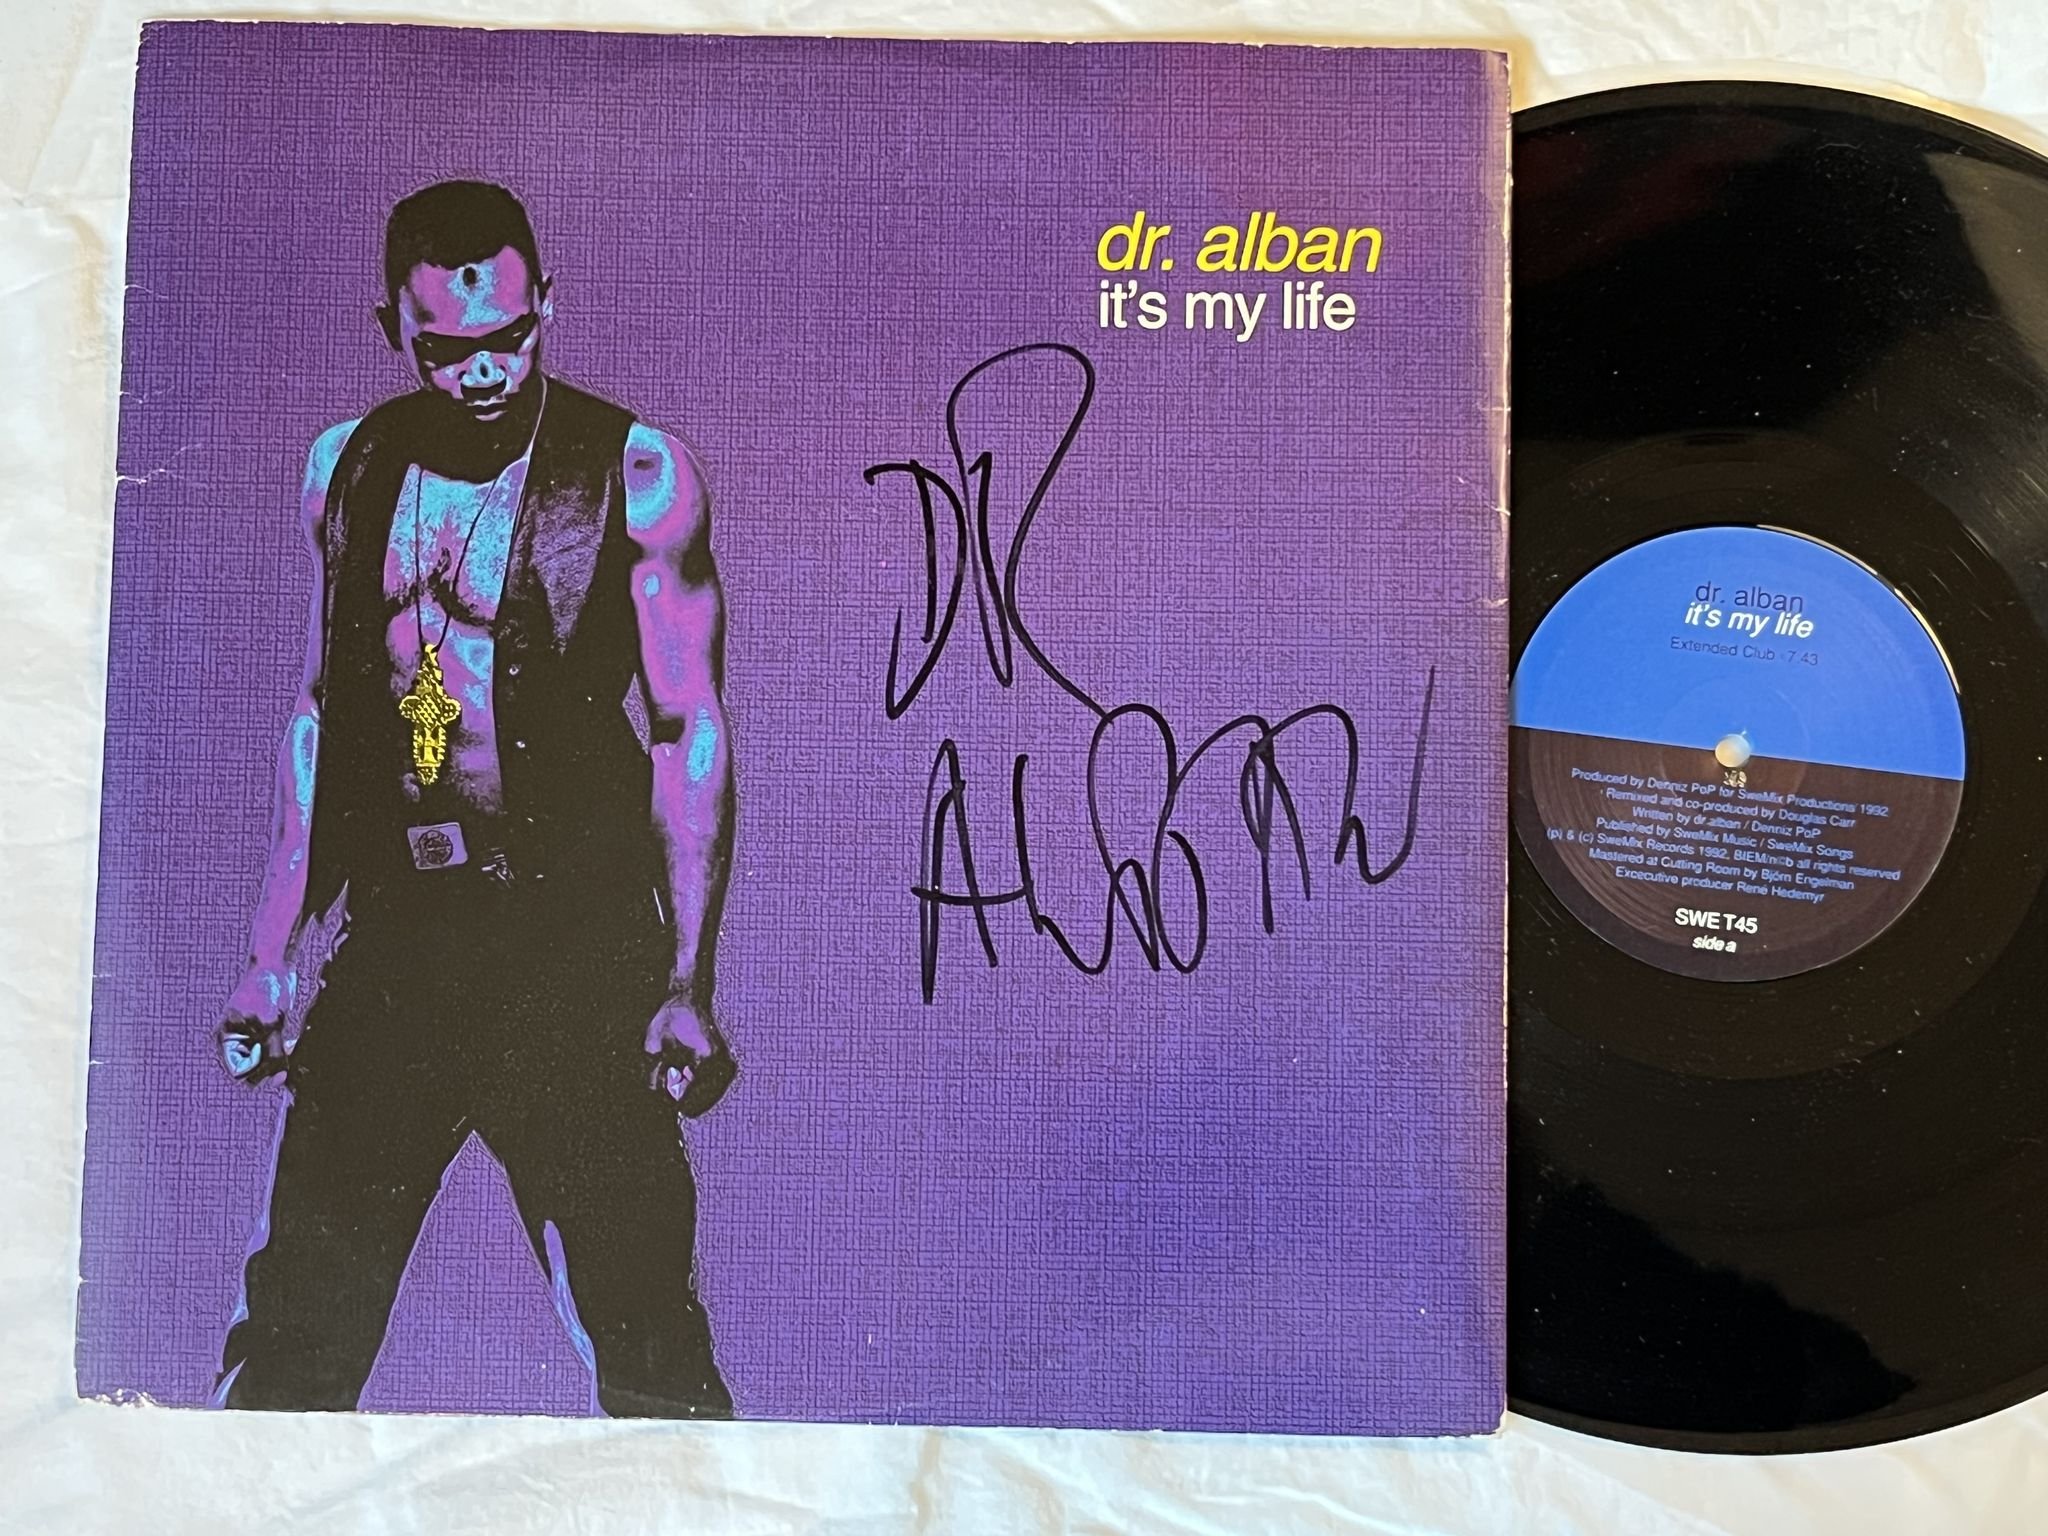 dr. alban
it's my life
DR
ALBAN
dr. alban
it's my life
Extended Club · 7.43
Produced by Denniz PoP for SweMix Productions 1992
Remixed and co-produced by Douglas Carr
Written by dr.alban / Denniz PoP
Published by SweMix Music / SweMix Songs
(p) & (c) SweMix Records 1992, BIEM/n©b all rights reserved
Mastered at Cutting Room by Björn Engelman
Excecutive producer René Hedemyr
SWE T45
side a